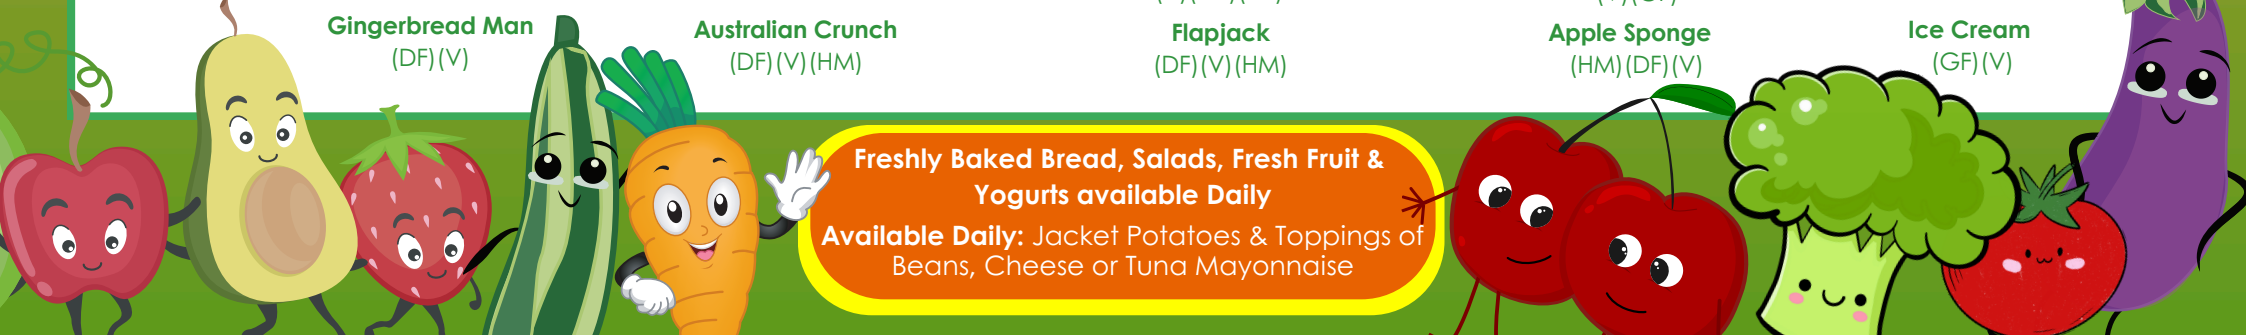 Gingerbread Man
(DF)(V)
Australian Crunch
(DF)(V)(HM)
Flapjack
(DF)(V)(HM)
Apple Sponge
(HM)(DF)(V)
Ice Cream
(GF)(V)
Freshly Baked Bread, Salads, Fresh Fruit &
Yogurts available Daily
Available Daily: Jacket Potatoes & Toppings of
Beans, Cheese or Tuna Mayonnaise